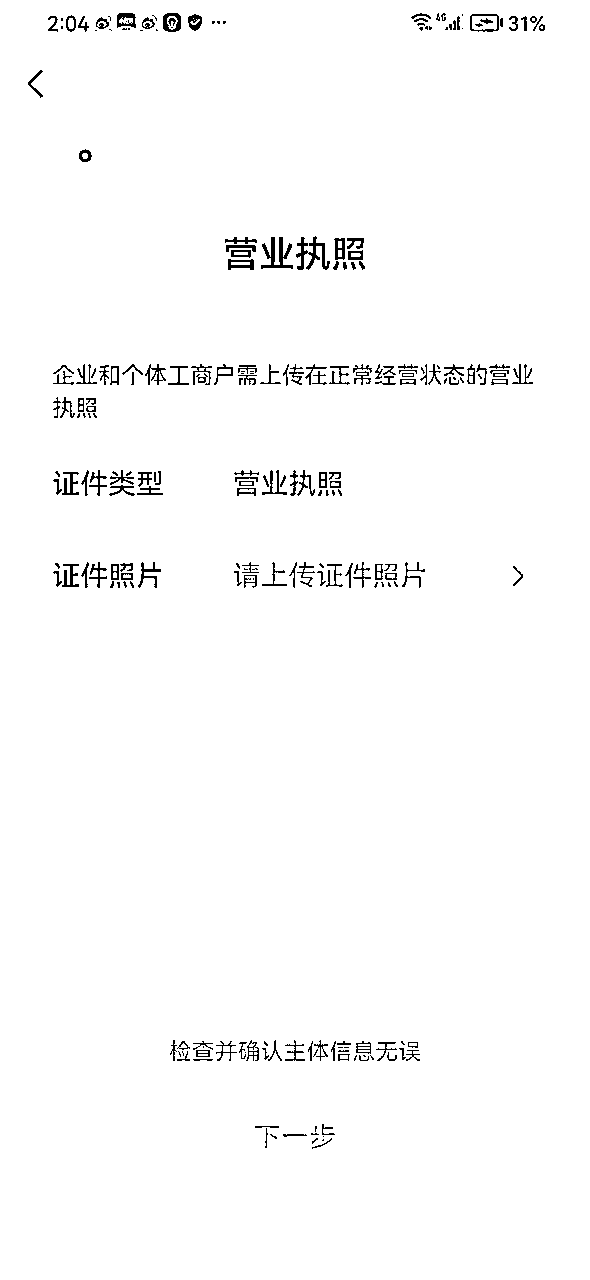 2:04 ... 4G 31%
营业执照
企业和个体工商户需上传在正常经营状态的营业
执照
证件类型 营业执照
证件照片 请上传证件照片
检查并确认主体信息无误
下一步